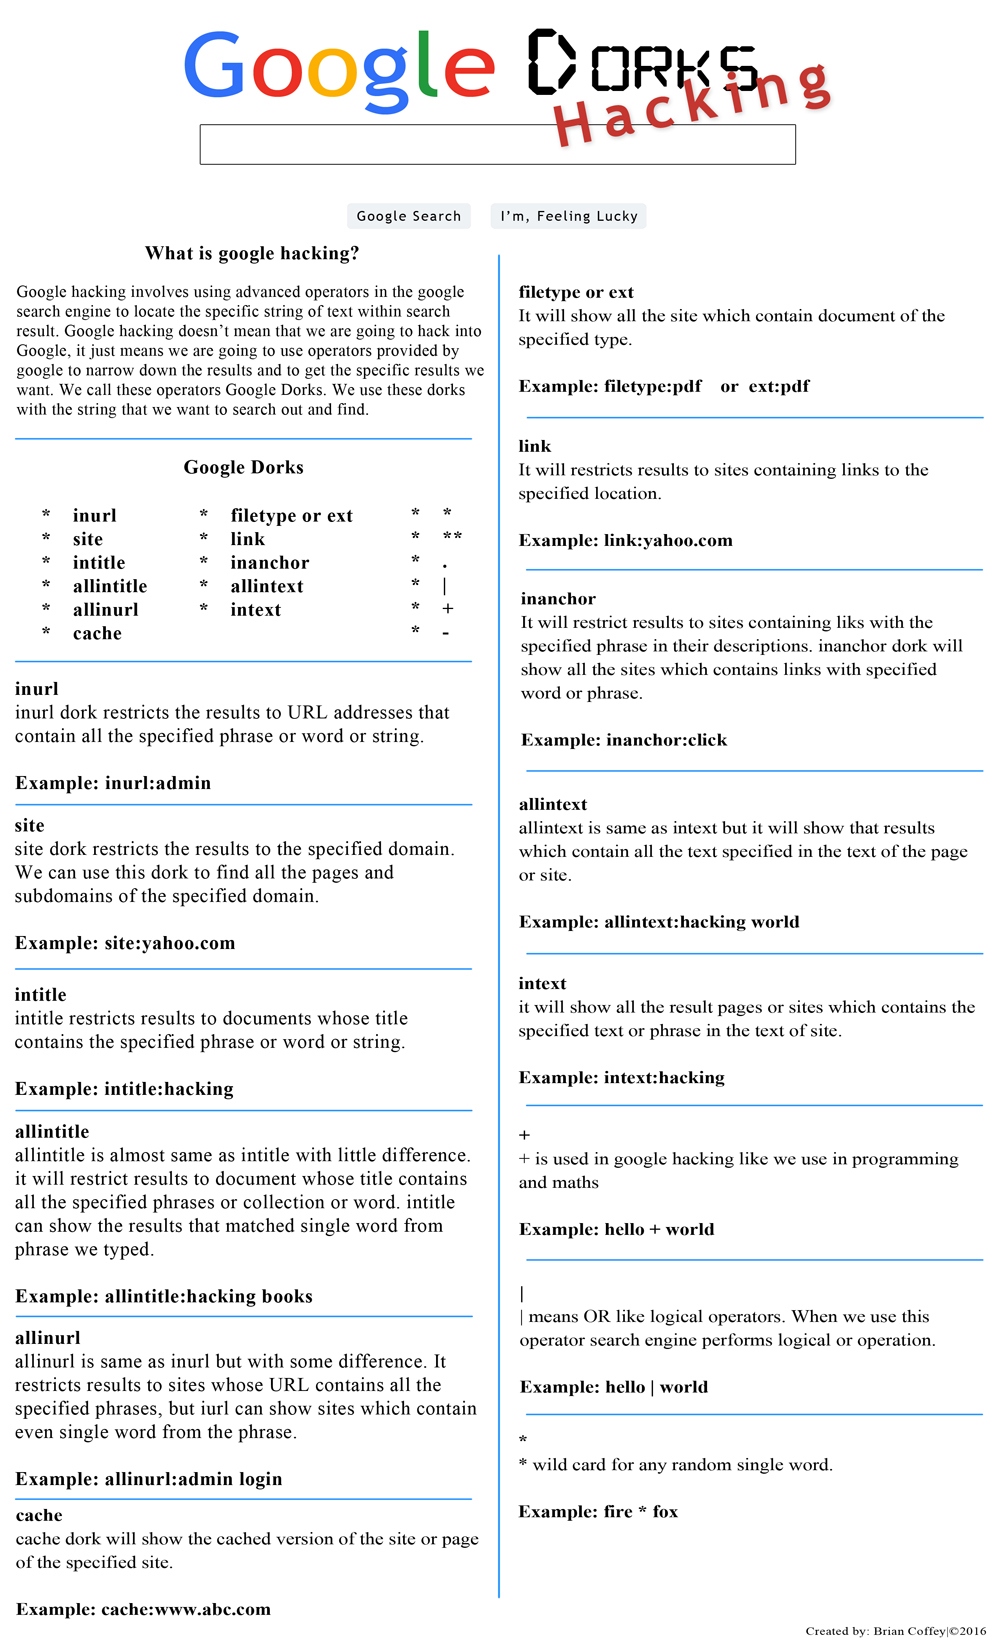 Google Dorks
Hacking
Google Search
I'm, Feeling Lucky
What is google hacking?
Google hacking involves using advanced operators in the google
search engine to locate the specific string of text within search
result. Google hacking doesn't mean that we are going to hack into
Google, it just means we are going to use operators provided by
google to narrow down the results and to get the specific results we
want. We call these operators Google Dorks. We use these dorks
with the string that we want to search out and find.
Google Dorks
* inurl * filetype or ext * *
* site * link * **
* intitle * inanchor * .
* allintitle * allintext * |
* allinurl * intext * +
* cache * -
inurl
inurl dork restricts the results to URL addresses that
contain all the specified phrase or word or string.
Example: inurl:admin
site
site dork restricts the results to the specified domain.
We can use this dork to find all the pages and
subdomains of the specified domain.
Example: site:yahoo.com
intitle
intitle restricts results to documents whose title
contains the specified phrase or word or string.
Example: intitle:hacking
allintitle
allintitle is almost same as intitle with little difference.
it will restrict results to document whose title contains
all the specified phrases or collection or word. intitle
can show the results that matched single word from
phrase we typed.
Example: allintitle:hacking books
allinurl
allinurl is same as inurl but with some difference. It
restricts results to sites whose URL contains all the
specified phrases, but iurl can show sites which contain
even single word from the phrase.
Example: allinurl:admin login
cache
cache dork will show the cached version of the site or page
of the specified site.
Example: cache:www.abc.com
filetype or ext
It will show all the site which contain document of the
specified type.
Example: filetype:pdf or ext:pdf
link
It will restricts results to sites containing links to the
specified location.
Example: link:yahoo.com
inanchor
It will restrict results to sites containing liks with the
specified phrase in their descriptions. inanchor dork will
show all the sites which contains links with specified
word or phrase.
Example: inanchor:click
allintext
allintext is same as intext but it will show that results
which contain all the text specified in the text of the page
or site.
Example: allintext:hacking world
intext
it will show all the result pages or sites which contains the
specified text or phrase in the text of site.
Example: intext:hacking
+
+ is used in google hacking like we use in programming
and maths
Example: hello + world
|
| means OR like logical operators. When we use this
operator search engine performs logical or operation.
Example: hello | world
*
* wild card for any random single word.
Example: fire * fox
Created by: Brian Coffey|©2016